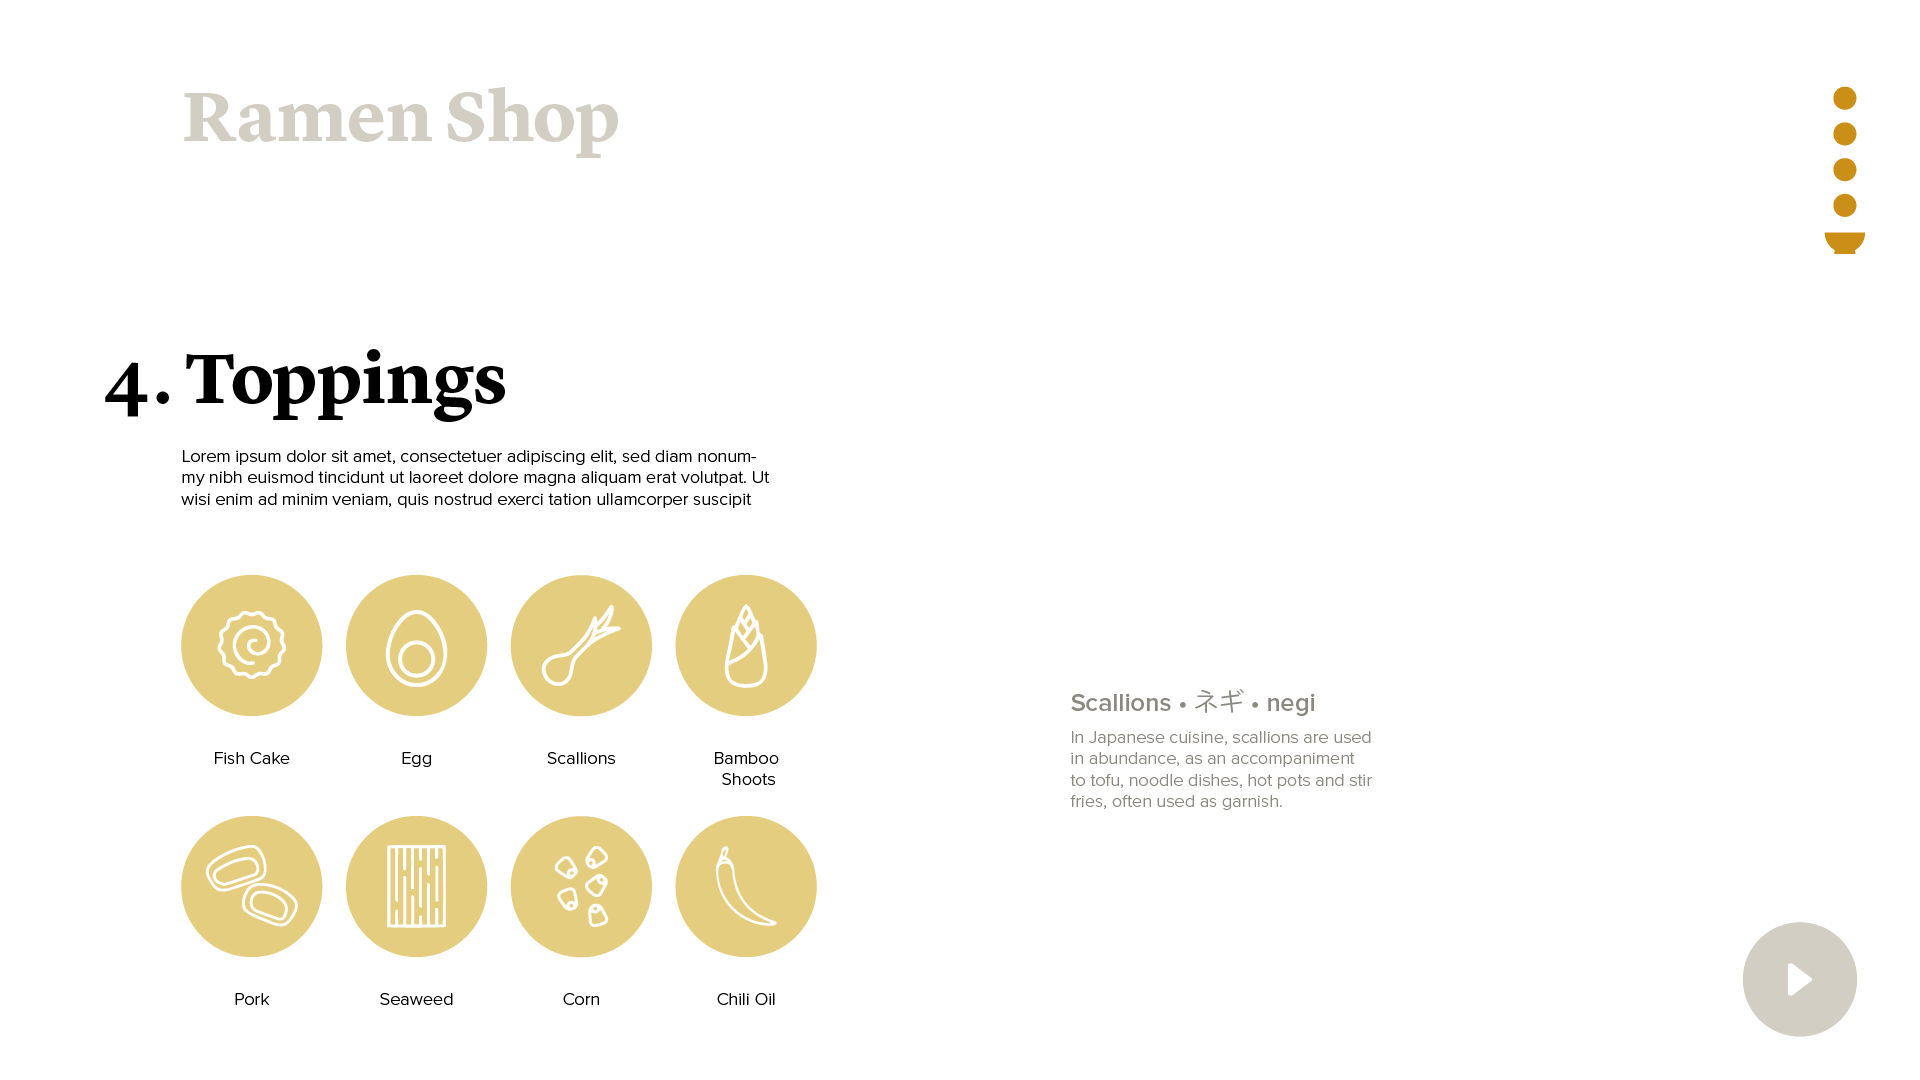 Ramen Shop
4. Toppings
Lorem ipsum dolor sit amet, consectetuer adipiscing elit, sed diam nonum-
my nibh euismod tincidunt ut laoreet dolore magna aliquam erat volutpat. Ut
wisi enim ad minim veniam, quis nostrud exerci tation ullamcorper suscipit
Fish Cake
Egg
Scallions
Bamboo
Shoots
Pork
Seaweed
Corn
Chili Oil
Scallions • ネギ • negi
In Japanese cuisine, scallions are used
in abundance, as an accompaniment
to tofu, noodle dishes, hot pots and stir
fries, often used as garnish.